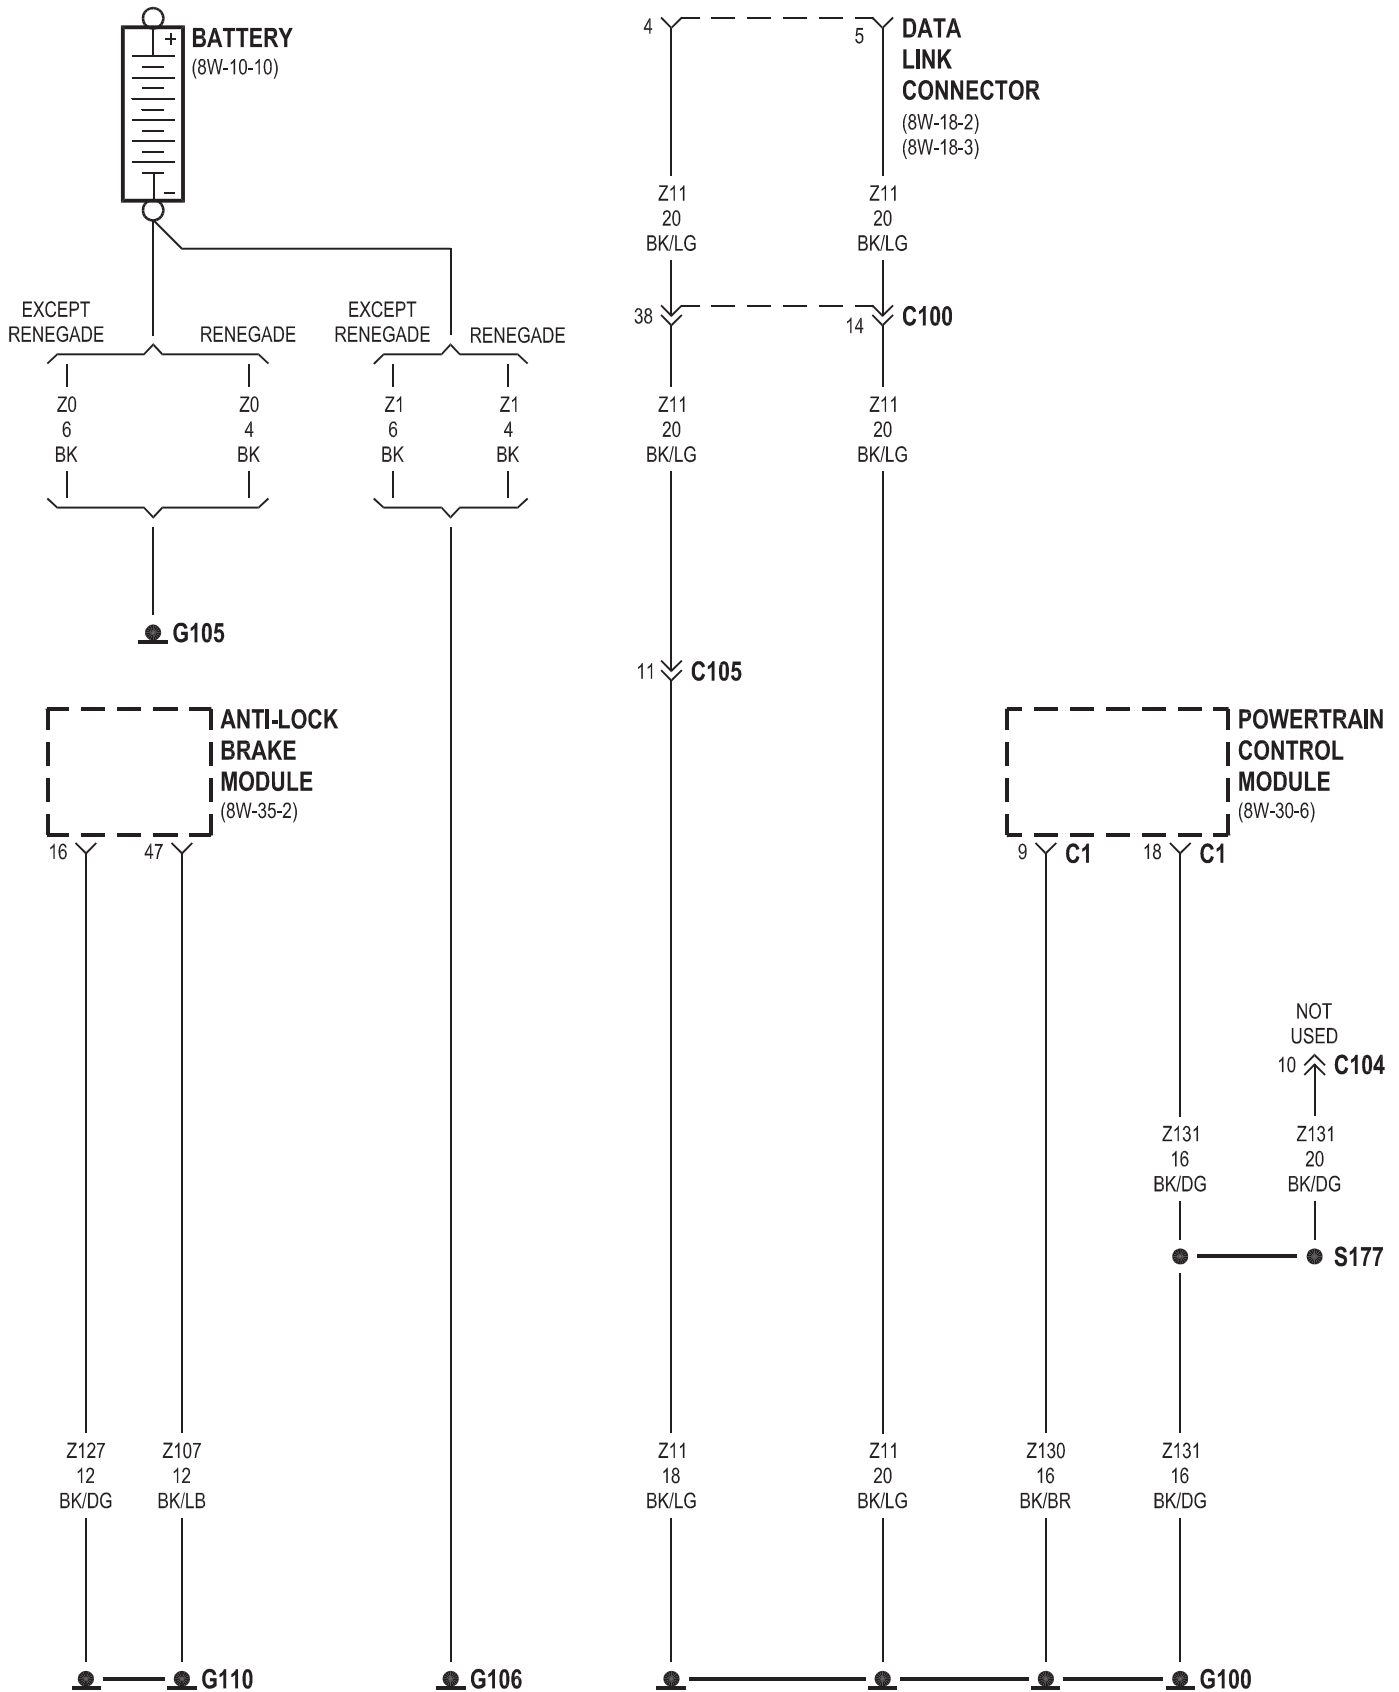 BATTERY
(8W-10-10)
+
–
4
5
DATA
LINK
CONNECTOR
(8W-18-2)
(8W-18-3)
Z11
20
BK/LG
Z11
20
BK/LG
EXCEPT
RENEGADE
RENEGADE
EXCEPT
RENEGADE
RENEGADE
38
14
C100
Z0
6
BK
Z0
4
BK
Z1
6
BK
Z1
4
BK
Z11
20
BK/LG
Z11
20
BK/LG
G105
11
C105
ANTI-LOCK
BRAKE
MODULE
(8W-35-2)
16
47
POWERTRAIN
CONTROL
MODULE
(8W-30-6)
9
C1
18
C1
NOT
USED
10
C104
Z131
16
BK/DG
Z131
20
BK/DG
S177
Z127
12
BK/DG
Z107
12
BK/LB
Z11
18
BK/LG
Z11
20
BK/LG
Z130
16
BK/BR
Z131
16
BK/DG
G110
G106
G100